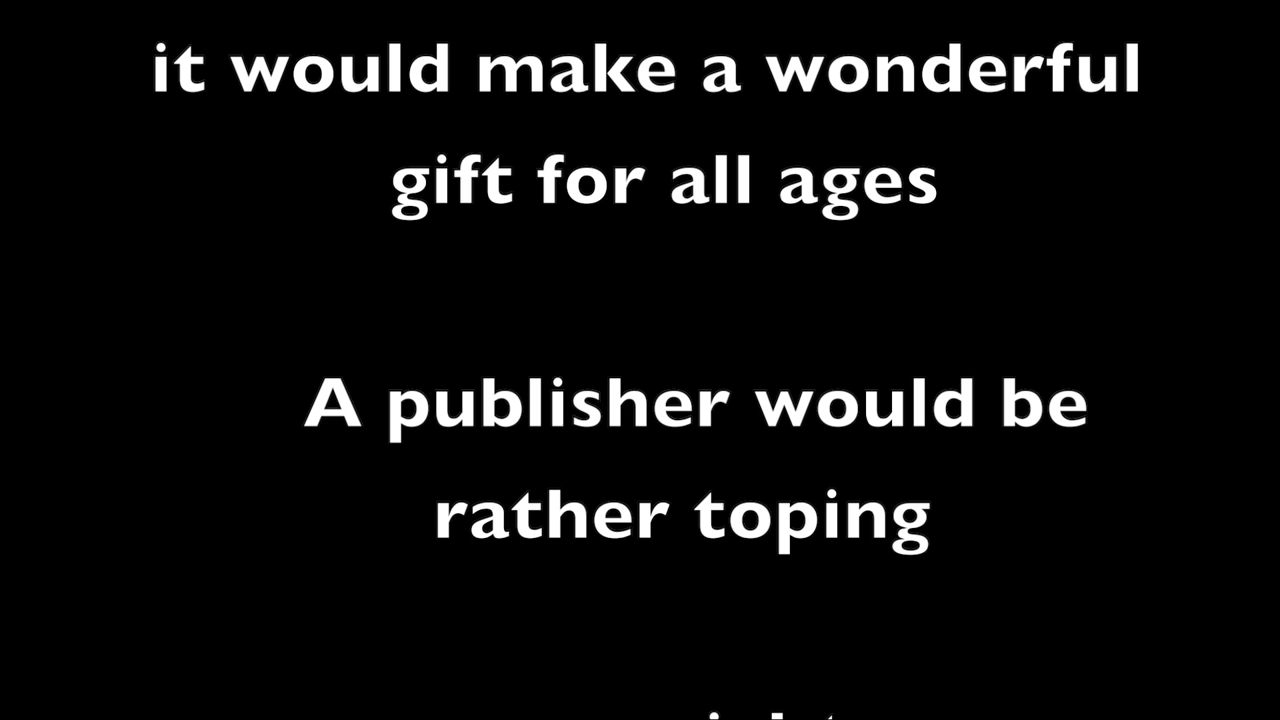 it would make a wonderful
gift for all ages
A publisher would be
rather toping